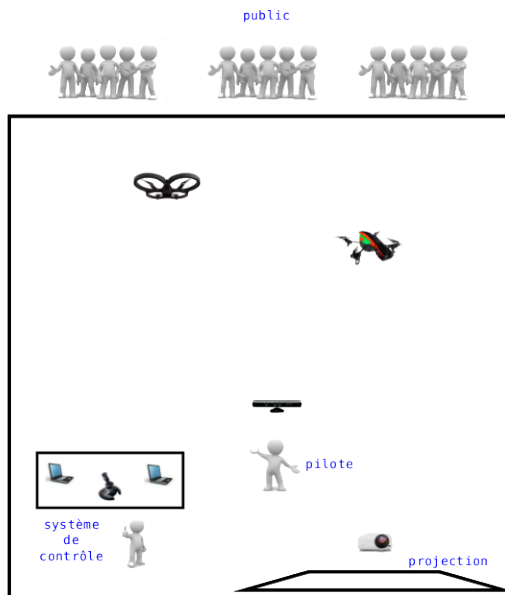 public
pilote
système
de
contrôle
projection